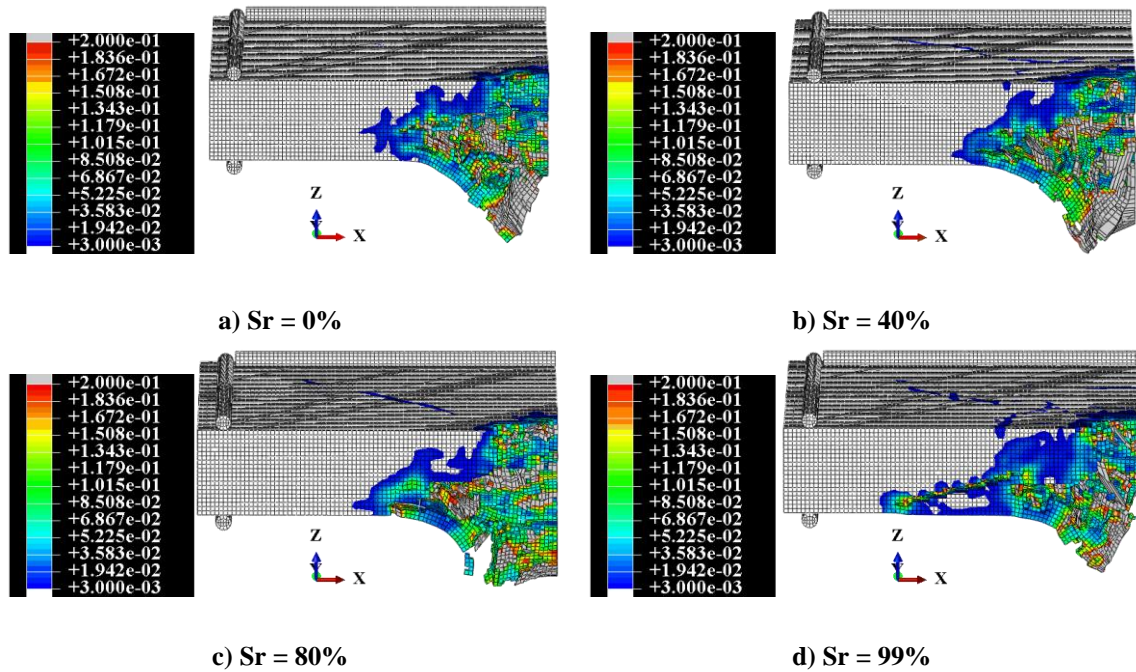 +2.000e-01
+1.836e-01
+1.672e-01
+1.508e-01
+1.343e-01
+1.179e-01
+1.015e-01
+8.508e-02
+6.867e-02
+5.225e-02
+3.583e-02
+1.942e-02
+3.000e-03
Z
X
a) Sr = 0%
+2.000e-01
+1.836e-01
+1.672e-01
+1.508e-01
+1.343e-01
+1.179e-01
+1.015e-01
+8.508e-02
+6.867e-02
+5.225e-02
+3.583e-02
+1.942e-02
+3.000e-03
Z
X
b) Sr = 40%
+2.000e-01
+1.836e-01
+1.672e-01
+1.508e-01
+1.343e-01
+1.179e-01
+1.015e-01
+8.508e-02
+6.867e-02
+5.225e-02
+3.583e-02
+1.942e-02
+3.000e-03
Z
X
c) Sr = 80%
+2.000e-01
+1.836e-01
+1.672e-01
+1.508e-01
+1.343e-01
+1.179e-01
+1.015e-01
+8.508e-02
+6.867e-02
+5.225e-02
+3.583e-02
+1.942e-02
+3.000e-03
Z
X
d) Sr = 99%